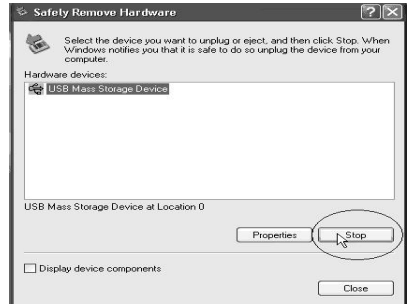 Safety Remove Hardware
Select the device you want to unplug or eject, and then click Stop. When
Windows notifies you that it is safe to do so unplug the device from your
computer.
Hardware devices:
USB Mass Storage Device
USB Mass Storage Device at Location 0
Properties
Stop
Display device components
Close